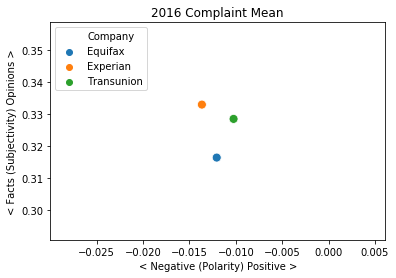 2016 Complaint Mean
Company
Equifax
Experian
Transunion
< Facts (Subjectivity) Opinions >
0.35
0.34
0.33
0.32
0.31
0.30
−0.025 −0.020 −0.015 −0.010 −0.005 0.000 0.005
< Negative (Polarity) Positive >